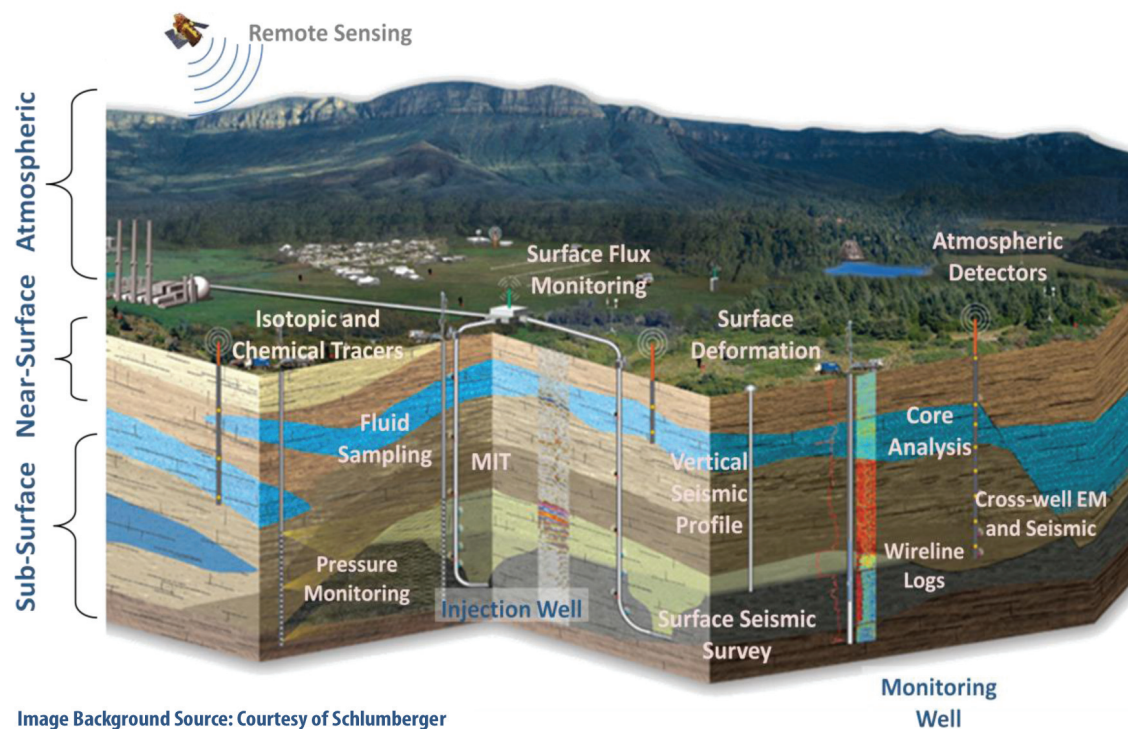 Remote Sensing
Atmospheric
Near-Surface
Sub-Surface
Surface Flux
Monitoring
Atmospheric
Detectors
Isotopic and
Chemical Tracers
Surface
Deformation
Fluid
Sampling
MIT
Vertical
Seismic
Profile
Core
Analysis
Cross-well EM
and Seismic
Pressure
Monitoring
Injection Well
Wireline
Logs
Surface Seismic
Survey
Monitoring
Well
Image Background Source: Courtesy of Schlumberger